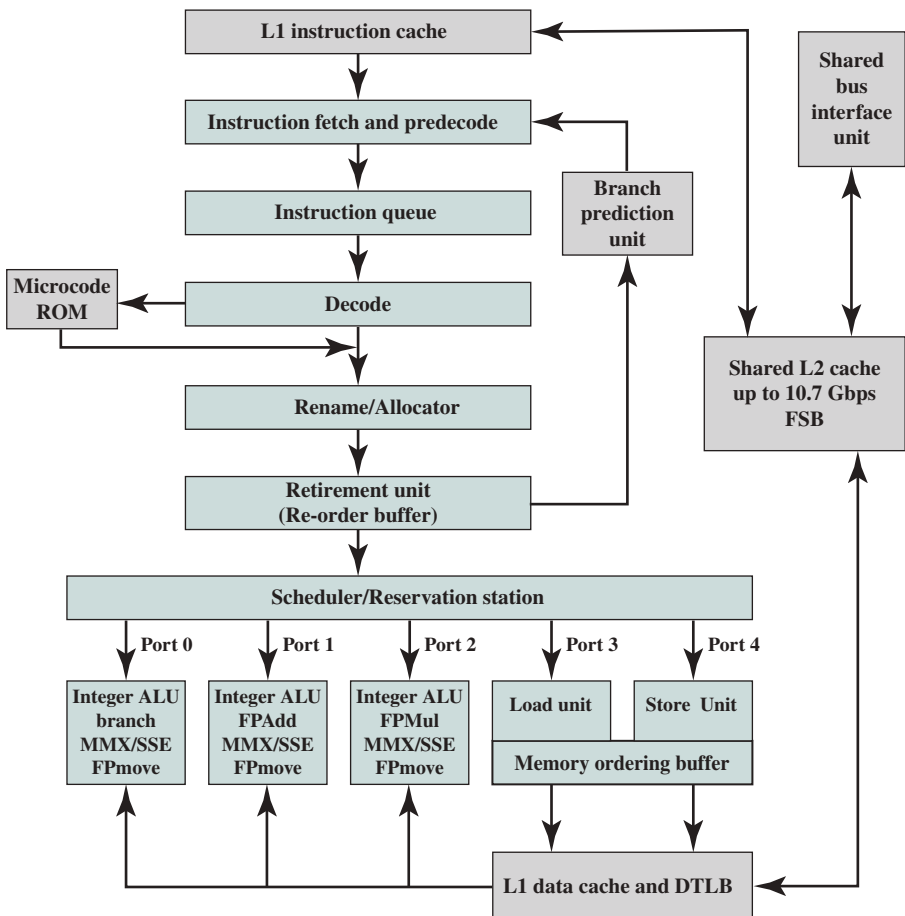 L1 instruction cache
Shared
bus
interface
unit
Instruction fetch and predecode
Branch
prediction
unit
Instruction queue
Microcode
ROM
Decode
Shared L2 cache
up to 10.7 Gbps
FSB
Rename/Allocator
Retirement unit
(Re-order buffer)
Scheduler/Reservation station
Port 0
Port 1
Port 2
Port 3
Port 4
Integer ALU
branch
MMX/SSE
FPmove
Integer ALU
FPAdd
MMX/SSE
FPmove
Integer ALU
FPMul
MMX/SSE
FPmove
Load unit
Store Unit
Memory ordering buffer
L1 data cache and DTLB